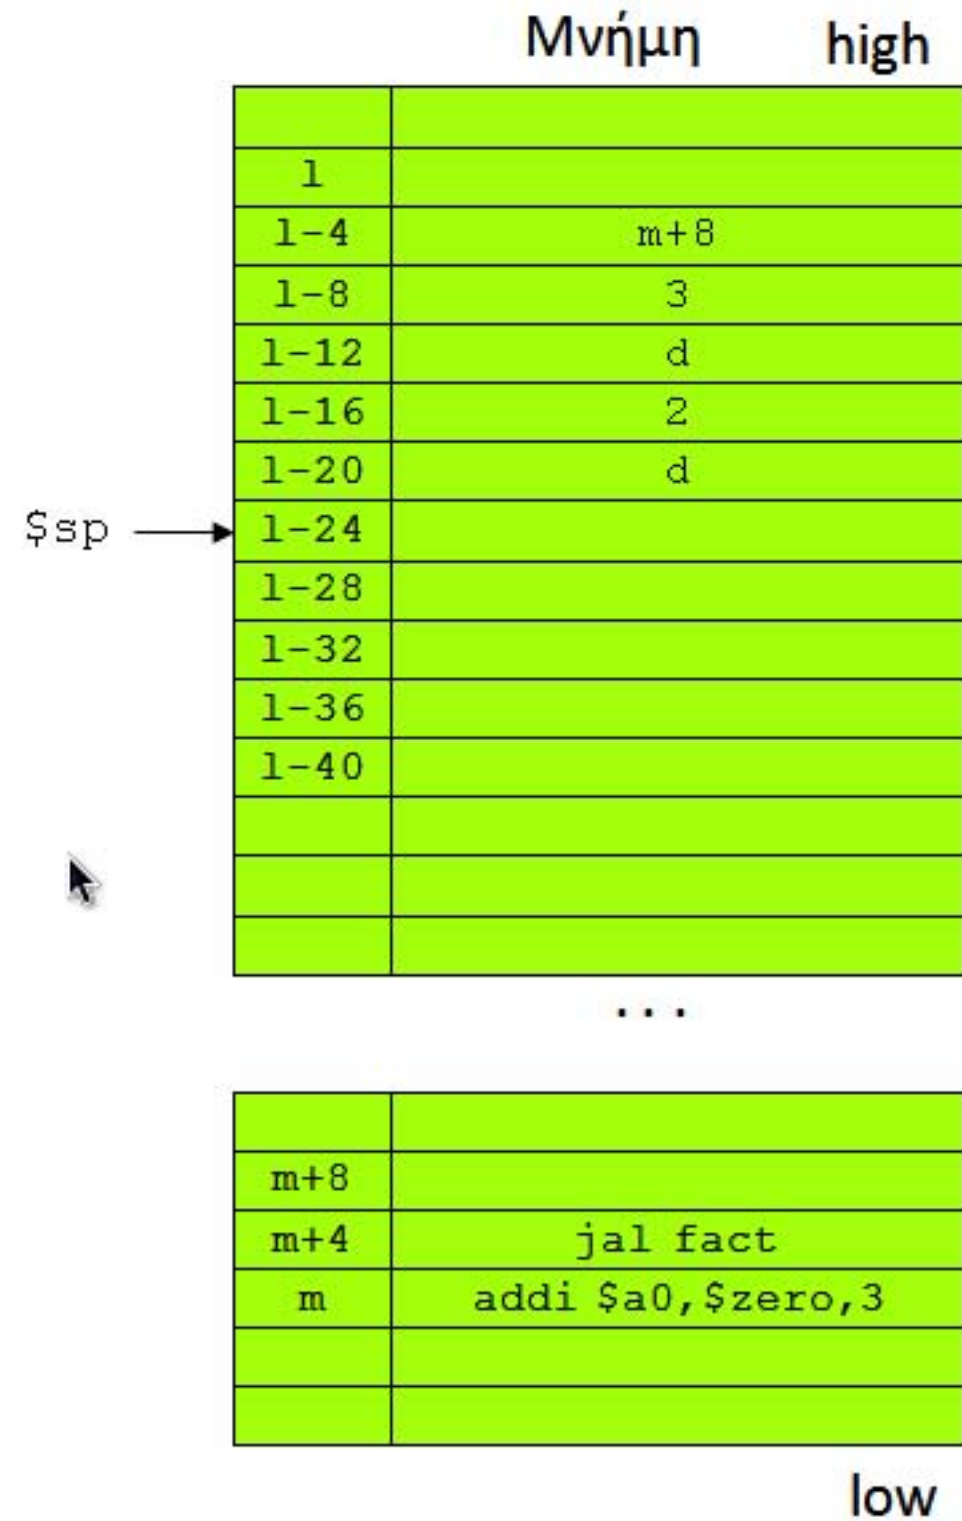 Μνήμη high
l
l-4 m+8
l-8 3
l-12 d
l-16 2
l-20 d
$sp l-24
l-28
l-32
l-36
l-40
...
m+8
m+4 jal fact
m addi $a0,$zero,3
low